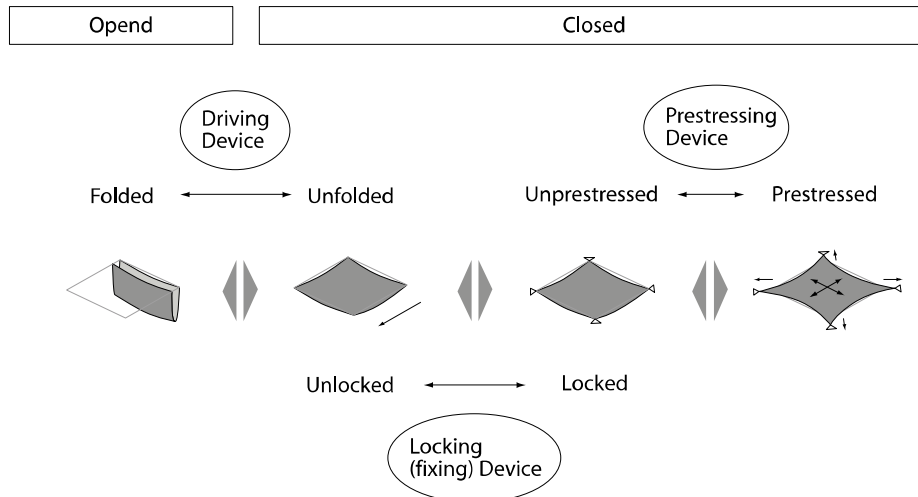 Opend
Closed
Driving
Device
Prestressing
Device
Folded
Unfolded
Unprestressed
Prestressed
Unlocked
Locked
Locking
(fixing) Device